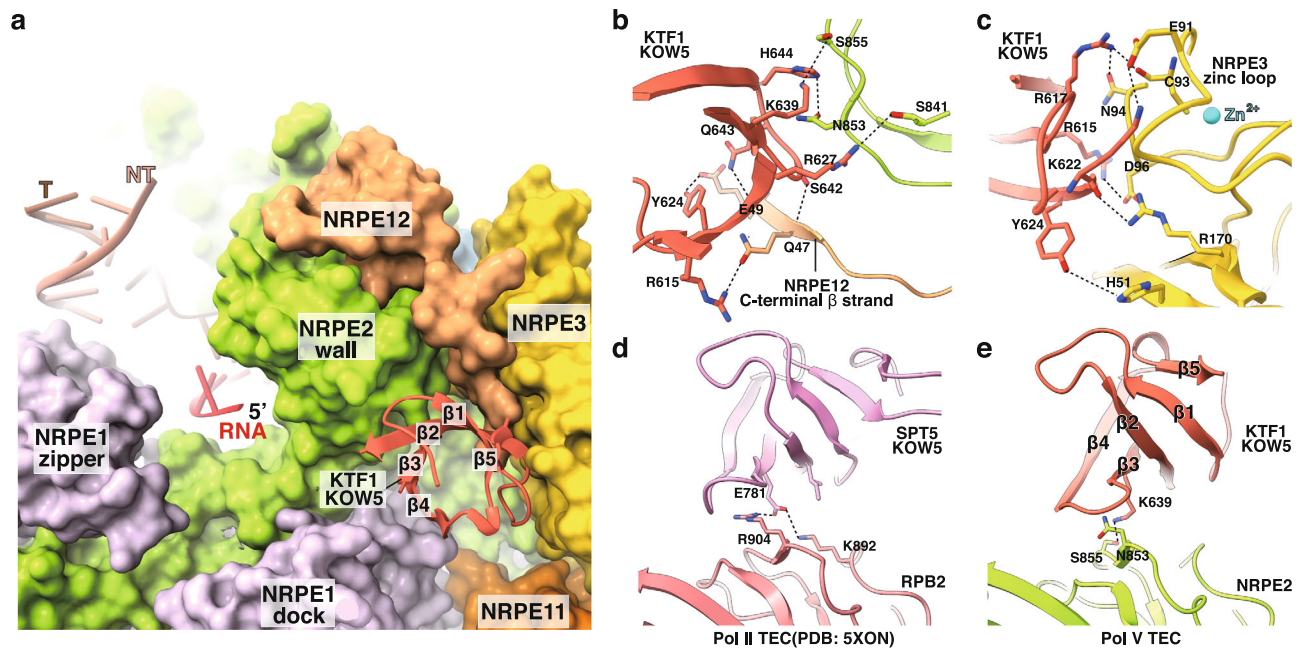 a
T
NT
NRPE12
NRPE2
wall
NRPE3
5'
RNA
NRPE1
zipper
β1
β2
β3
β5
β4
KTF1
KOW5
NRPE1
dock
NRPE11
b
KTF1
KOW5
H644
S855
K639
S841
N853
Q643
R627
S642
Y624
E49
Q47
R615
NRPE12
C-terminal β strand
c
KTF1
KOW5
E91
NRPE3
zinc loop
C93
R617
N94
Zn2+
R615
K622
D96
Y624
R170
H51
d
SPT5
KOW5
E781
R904
K892
RPB2
Pol II TEC(PDB: 5XON)
e
β5
β1
β2
β4
KTF1
KOW5
β3
K639
S855
N853
NRPE2
Pol V TEC